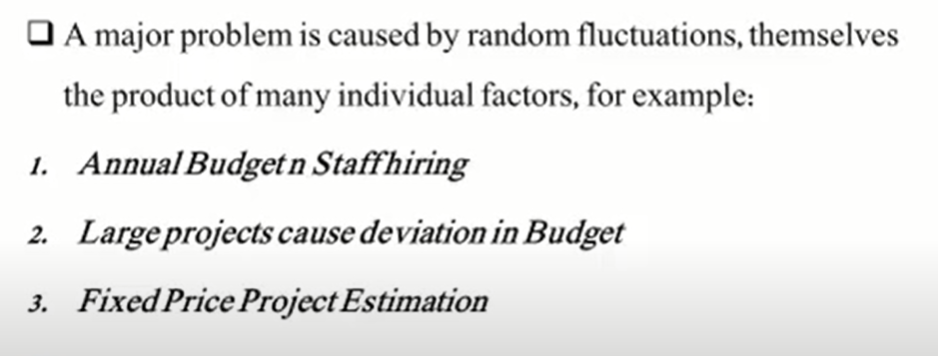 ❑ A major problem is caused by random fluctuations, themselves
the product of many individual factors, for example:
1. Annual Budget n Staff hiring
2. Large projects cause deviation in Budget
3. Fixed Price Project Estimation